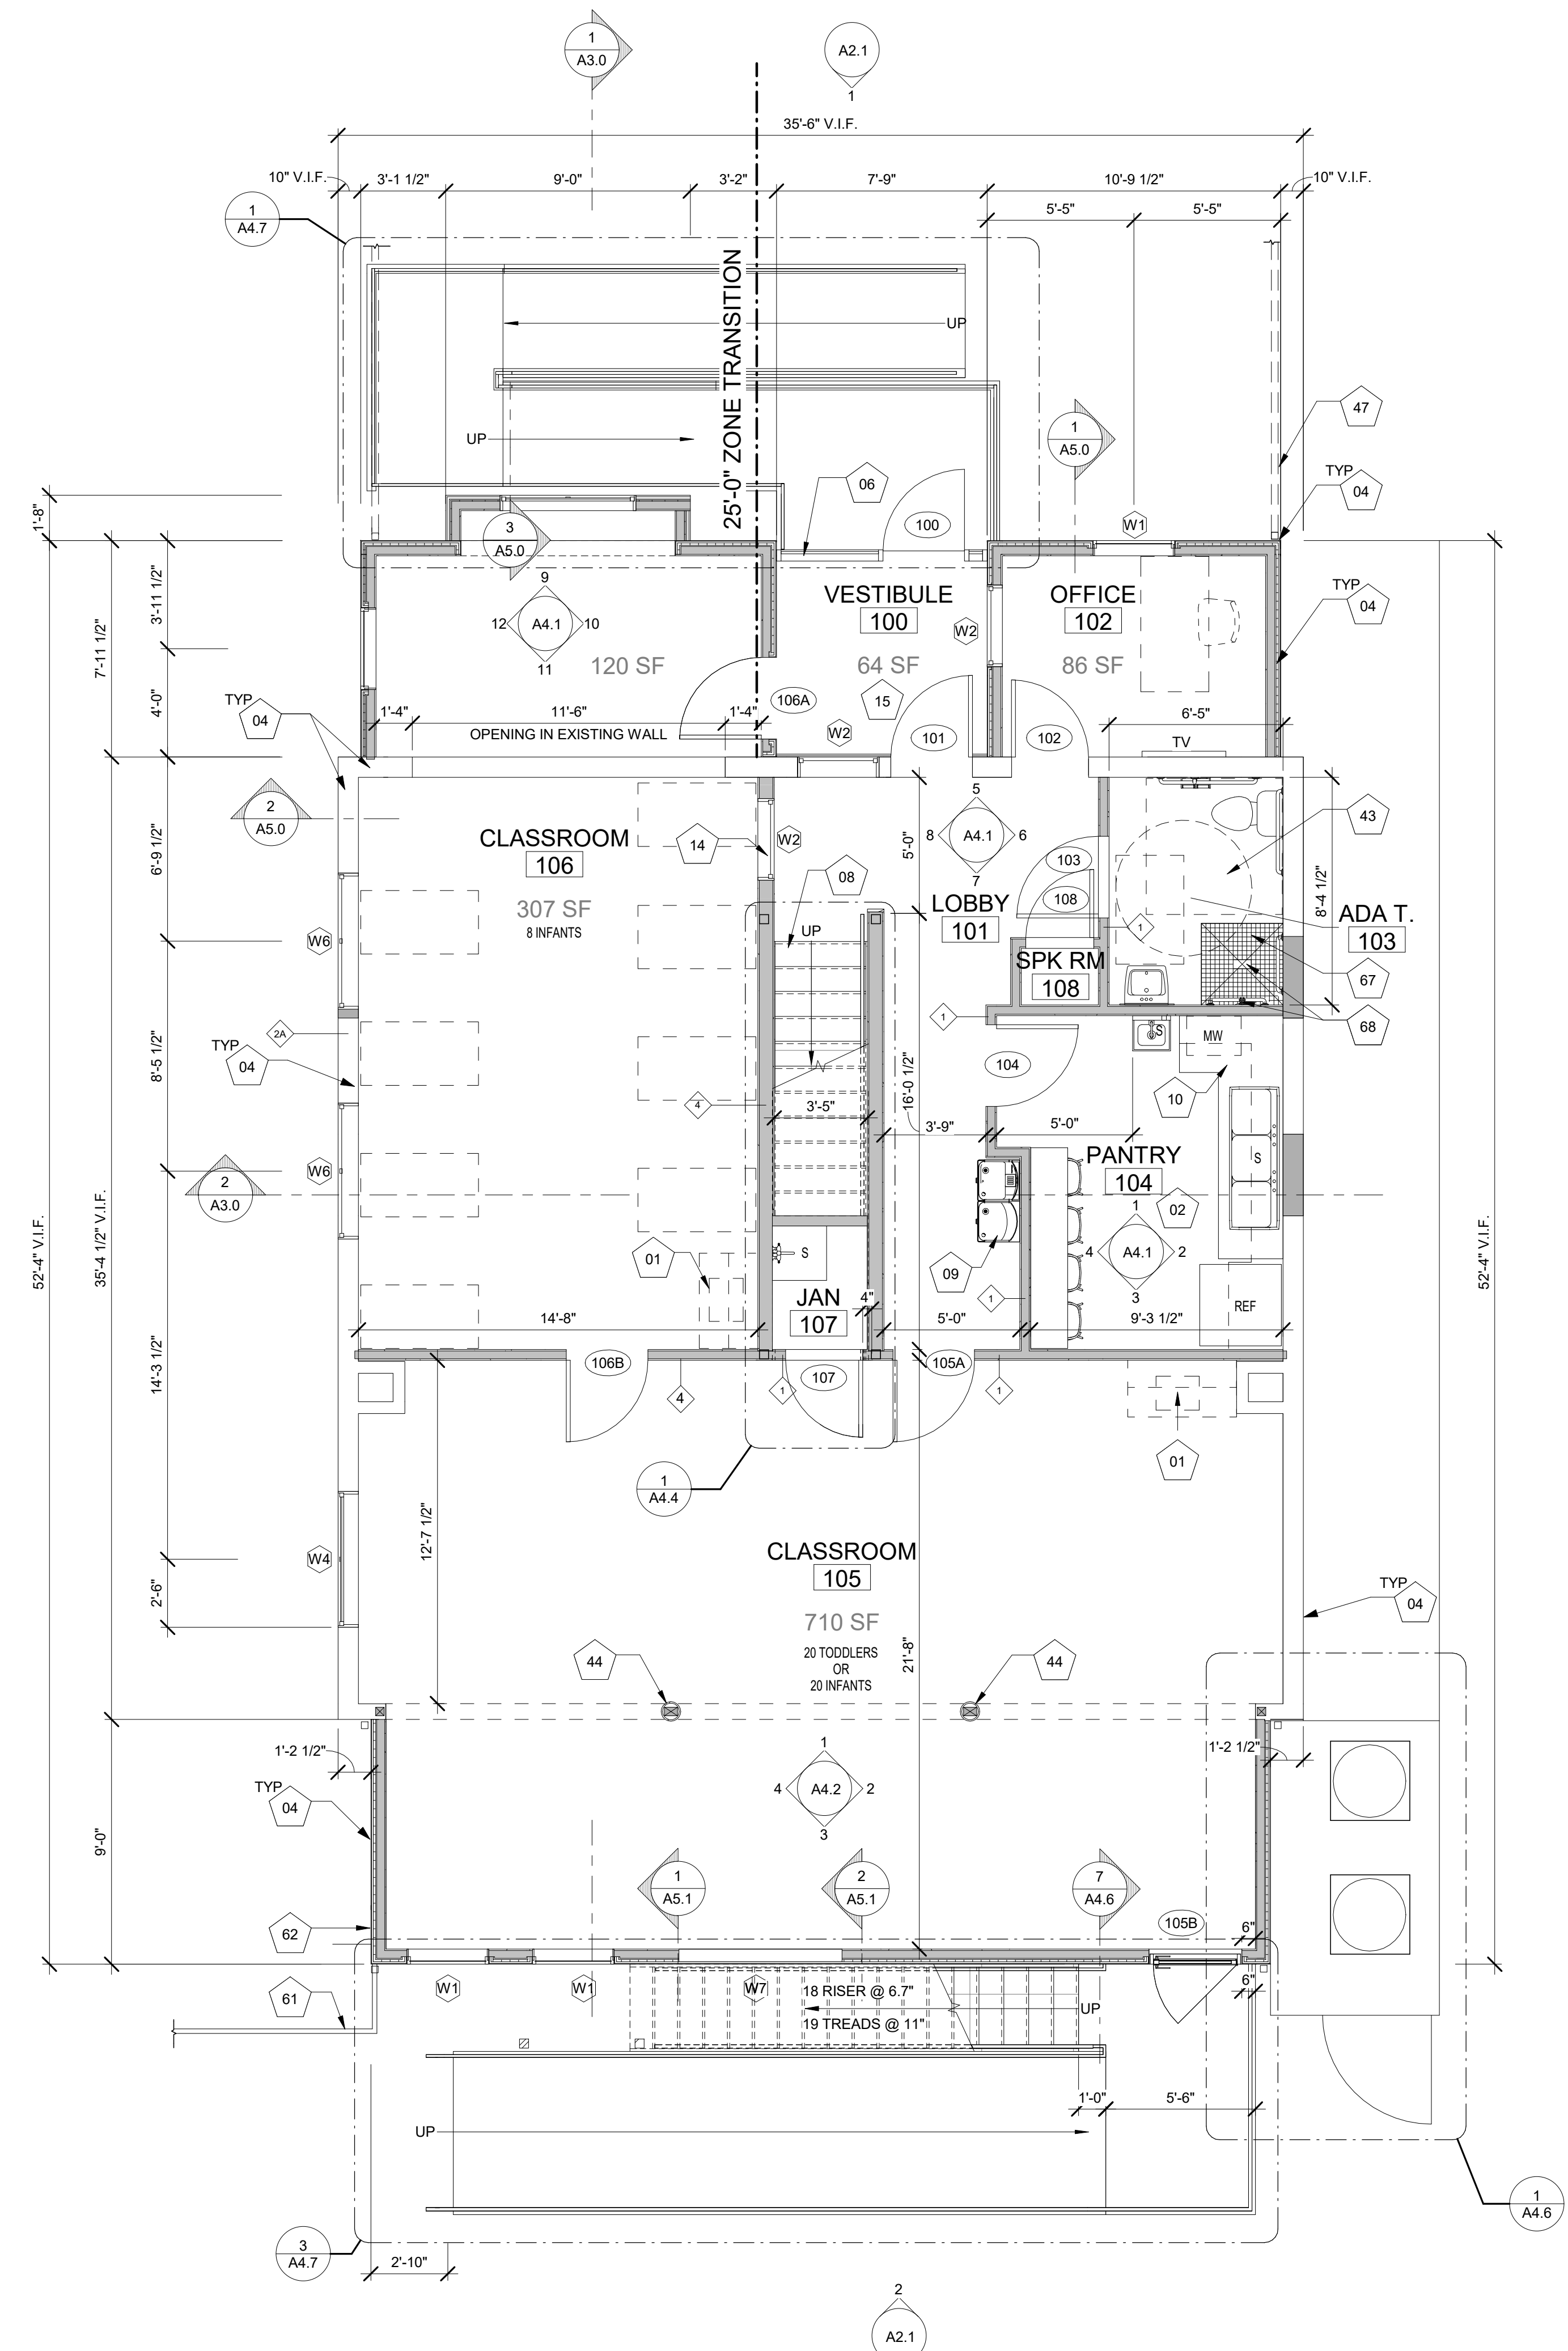 1
A3.0
A2.1
1
35'-6" V.I.F.
10" V.I.F.
3'-1 1/2"
9'-0"
3'-2"
7'-9"
10'-9 1/2"
10" V.I.F.
5'-5"
5'-5"
1
A4.7
25'-0" ZONE TRANSITION
UP
UP
1
A5.0
47
TYP
04
06
100
W1
3
A5.0
1'-8"
3'-11 1/2"
7'-11 1/2"
4'-0"
VESTIBULE
100
64 SF
OFFICE
102
86 SF
W2
TYP
04
9
12
A4.1
10
11
120 SF
106A
15
TYP
04
1'-4"
11'-6"
1'-4"
OPENING IN EXISTING WALL
W2
101
102
6'-5"
TV
2
A5.0
CLASSROOM
106
307 SF
8 INFANTS
14
W2
5
8
A4.1
6
7
5'-0"
43
103
108
08
LOBBY
101
UP
1
8'-4 1/2"
ADA T.
103
6'-9 1/2"
W6
SPK RM
108
67
68
2A
TYP
04
8'-5 1/2"
1
S
MW
104
10
4
3'-5"
16'-0 1/2"
3'-9"
5'-0"
PANTRY
104
S
02
W6
2
A3.0
1
4
A4.1
2
3
01
S
09
52'-4" V.I.F.
35'-4 1/2" V.I.F.
52'-4" V.I.F.
JAN
107
4"
1
REF
14'-8"
5'-0"
9'-3 1/2"
14'-3 1/2"
106B
4
1
107
105A
1
01
1
A4.4
12'-7 1/2"
CLASSROOM
105
710 SF
20 TODDLERS
OR
20 INFANTS
21'-8"
W4
2'-6"
TYP
04
44
44
1'-2 1/2"
1'-2 1/2"
TYP
04
1
4
A4.2
2
3
9'-0"
1
A5.1
2
A5.1
7
A4.6
105B
6"
62
W1
W1
W7
18 RISER @ 6.7"
UP
19 TREADS @ 11"
6"
61
1'-0"
5'-6"
UP
1
A4.6
3
A4.7
2'-10"
2
A2.1